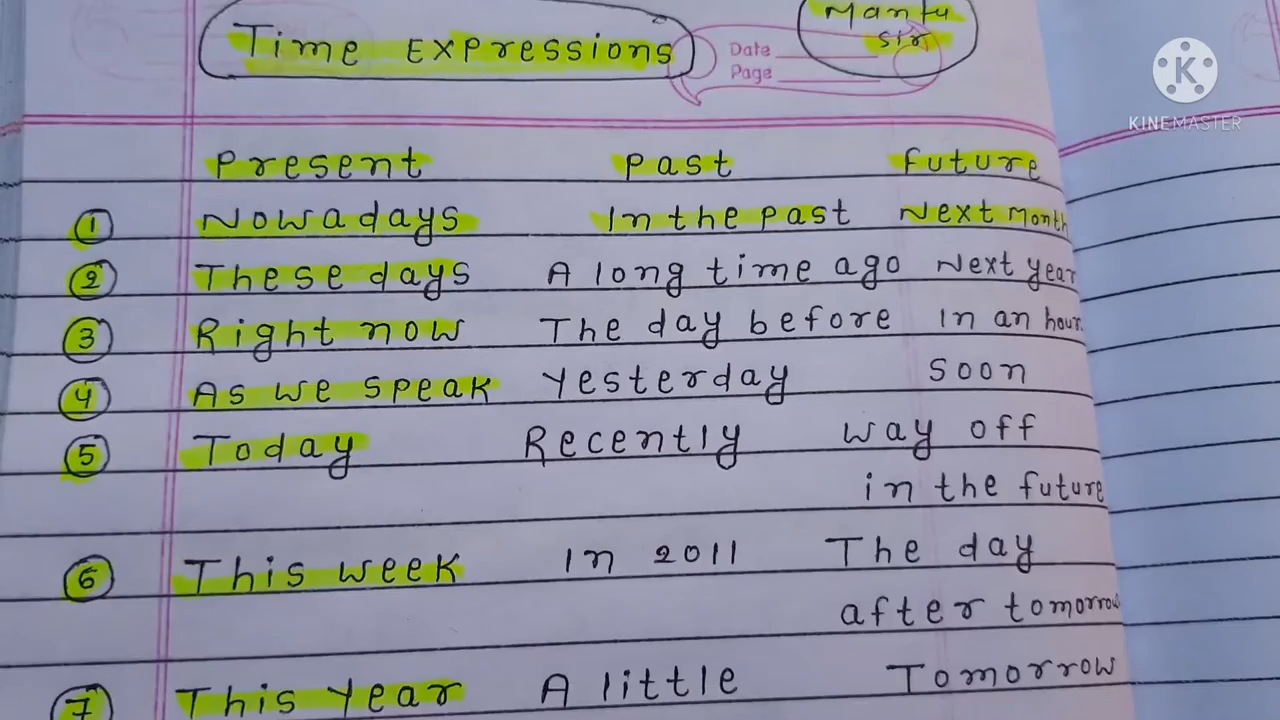 Time Expressions
Mantu
sir
Date
Page
KINEMASTER
Present Past Future
① Nowadays In the past Next Month
② These days A long time ago Next year
③ Right now The day before In an hour.
④ As we speak Yesterday Soon
⑤ Today Recently way off
in the future
⑥ This week In 2011 The day
after tomorrow
⑦ This year A little Tomorrow